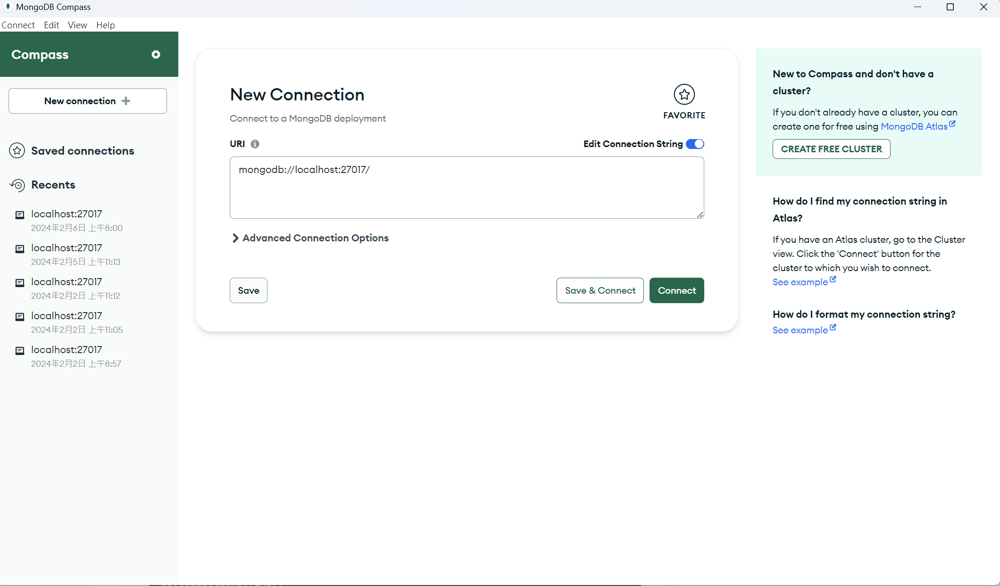 MongoDB Compass
Connect Edit View Help
Compass
New connection
Saved connections
Recents
localhost:27017
2024年2月6日 上午8:00
localhost:27017
2024年2月5日 上午11:13
localhost:27017
2024年2月2日 上午11:12
localhost:27017
2024年2月2日 上午11:05
localhost:27017
2024年2月2日 上午8:57
New Connection
FAVORITE
Connect to a MongoDB deployment
URI
Edit Connection String
mongodb://localhost:27017/
Advanced Connection Options
Save
Save & Connect
Connect
New to Compass and don't have a
cluster?
If you don't already have a cluster, you can
create one for free using MongoDB Atlas
CREATE FREE CLUSTER
How do I find my connection string in
Atlas?
If you have an Atlas cluster, go to the Cluster
view. Click the 'Connect' button for the
cluster to which you wish to connect.
See example
How do I format my connection string?
See example